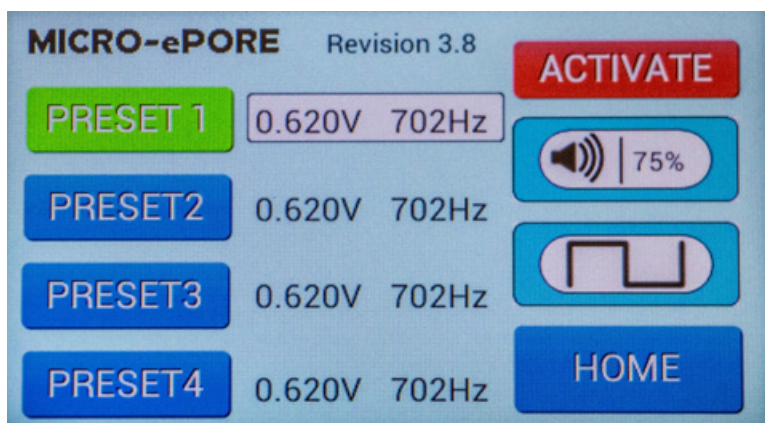 MICRO-ePORE Revision 3.8
ACTIVATE
PRESET 1 0.620V 702Hz
75%
PRESET2 0.620V 702Hz
PRESET3 0.620V 702Hz
PRESET4 0.620V 702Hz
HOME